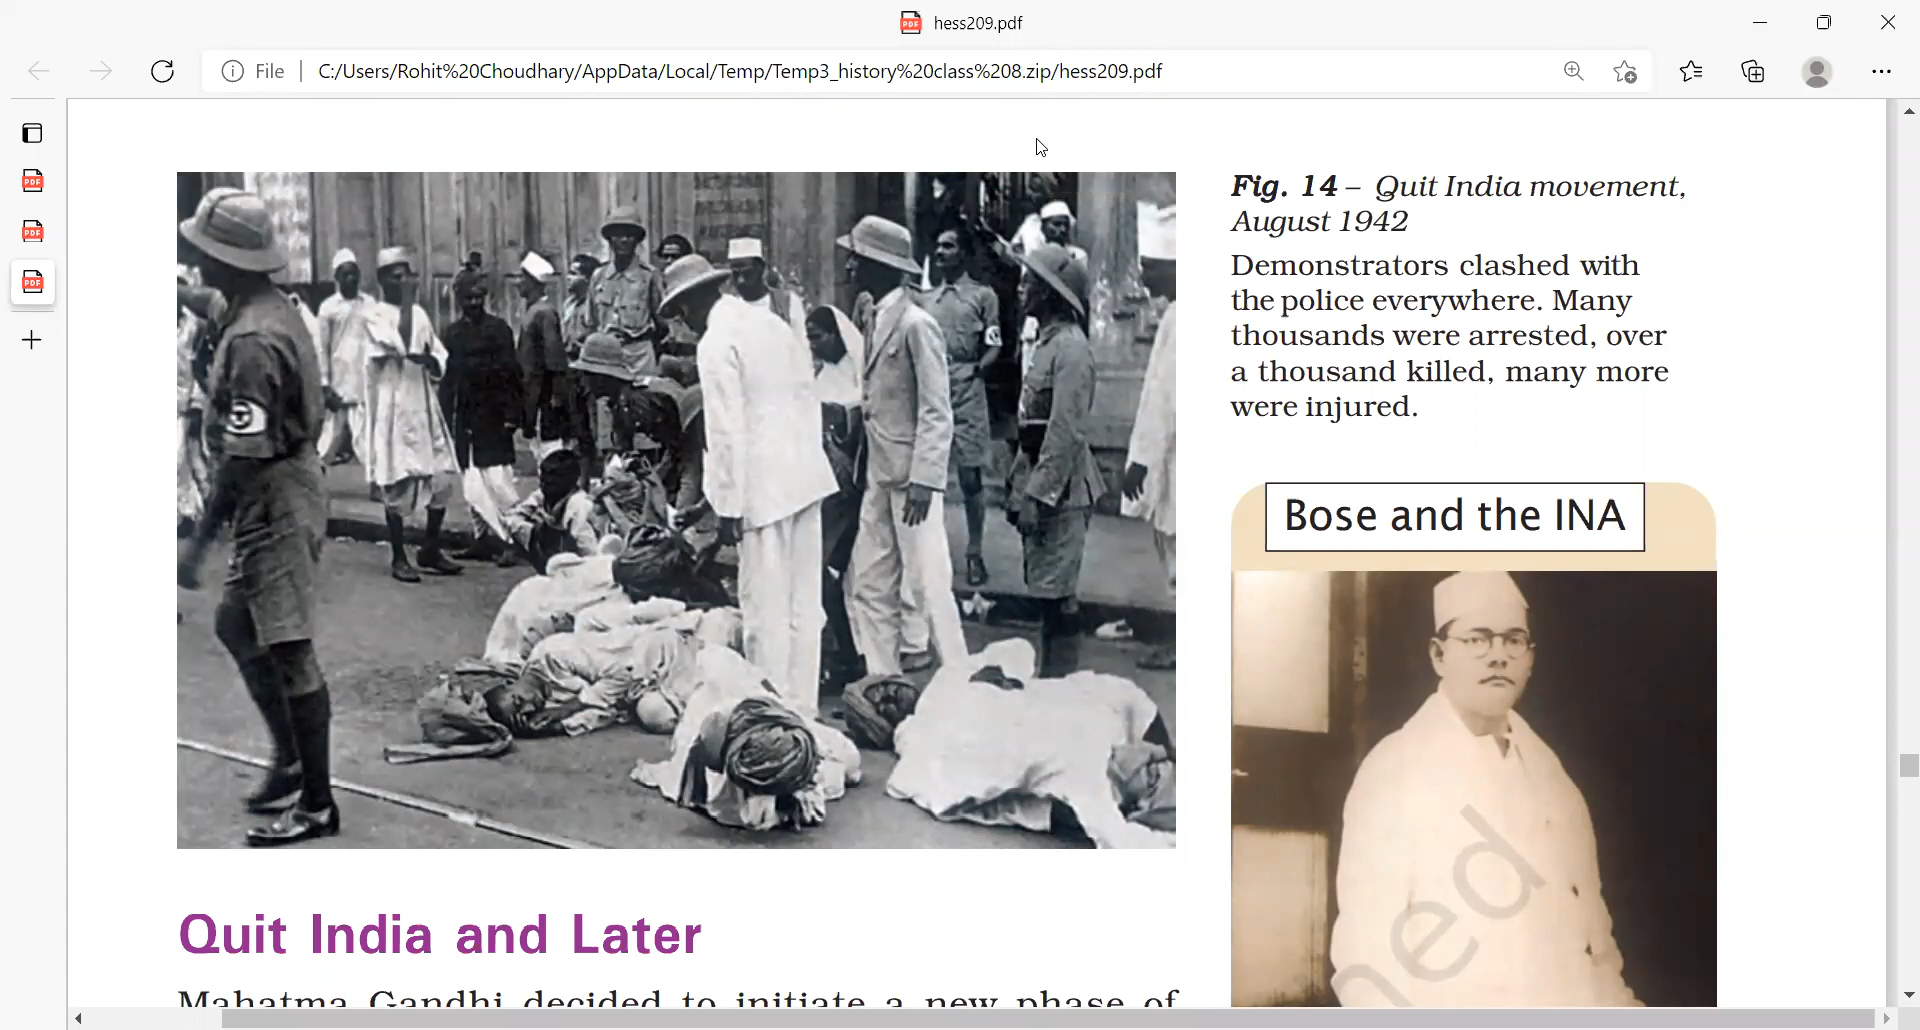 hess209.pdf
File
C:/Users/Rohit%20Choudhary/AppData/Local/Temp/Temp3_history%20class%208.zip/hess209.pdf
Fig. 14 – Quit India movement,
August 1942
Demonstrators clashed with
the police everywhere. Many
thousands were arrested, over
a thousand killed, many more
were injured.
Bose and the INA
Quit India and Later
Mahatma Gandhi decided to initiate a new phase of